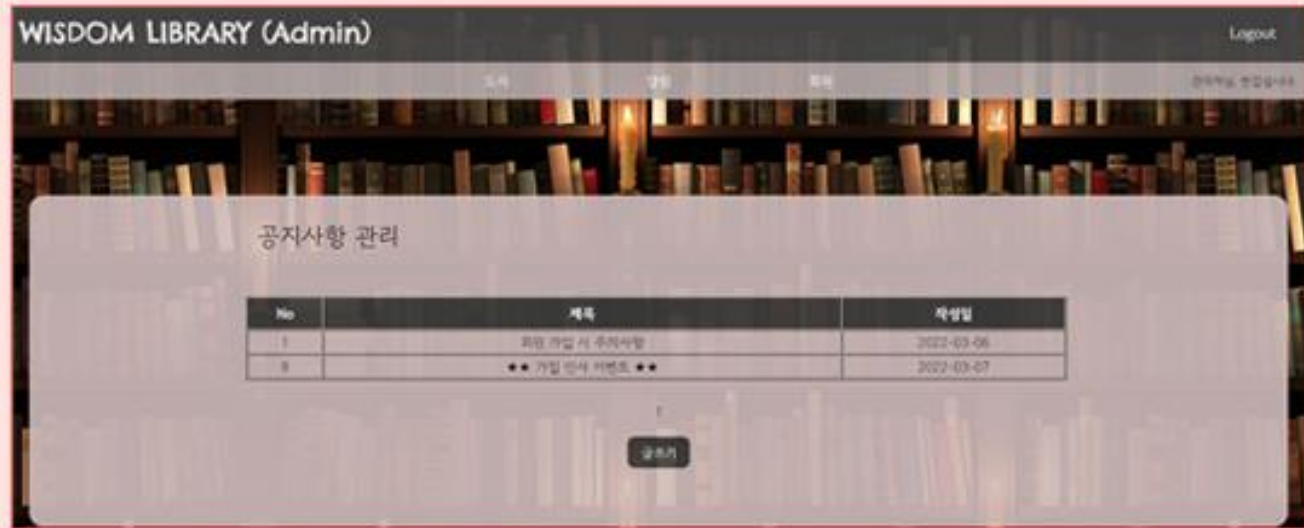 WISDOM LIBRARY (Admin)
Logout
도서 알림 회원
공지사항 관리
No 제목 작성일
1 회원 가입 시 주의사항 2022-03-06
★★ 가입 인사 이벤트 ★★ 2022-03-07
1
글쓰기